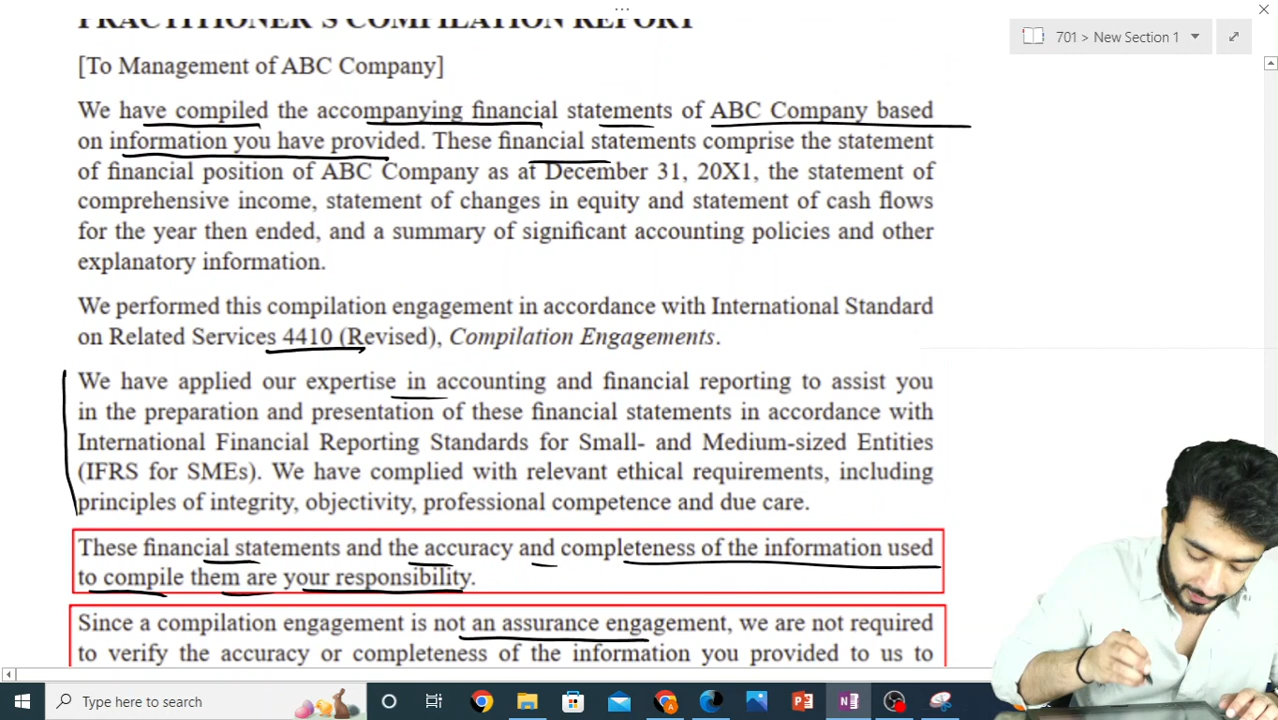 PRACTITIONER'S COMPILATION REPORT
701 > New Section 1
[To Management of ABC Company]
We have compiled the accompanying financial statements of ABC Company based
on information you have provided. These financial statements comprise the statement
of financial position of ABC Company as at December 31, 20X1, the statement of
comprehensive income, statement of changes in equity and statement of cash flows
for the year then ended, and a summary of significant accounting policies and other
explanatory information.
We performed this compilation engagement in accordance with International Standard
on Related Services 4410 (Revised), Compilation Engagements.
We have applied our expertise in accounting and financial reporting to assist you
in the preparation and presentation of these financial statements in accordance with
International Financial Reporting Standards for Small- and Medium-sized Entities
(IFRS for SMEs). We have complied with relevant ethical requirements, including
principles of integrity, objectivity, professional competence and due care.
These financial statements and the accuracy and completeness of the information used
to compile them are your responsibility.
Since a compilation engagement is not an assurance engagement, we are not required
to verify the accuracy or completeness of the information you provided to us to
Type here to search